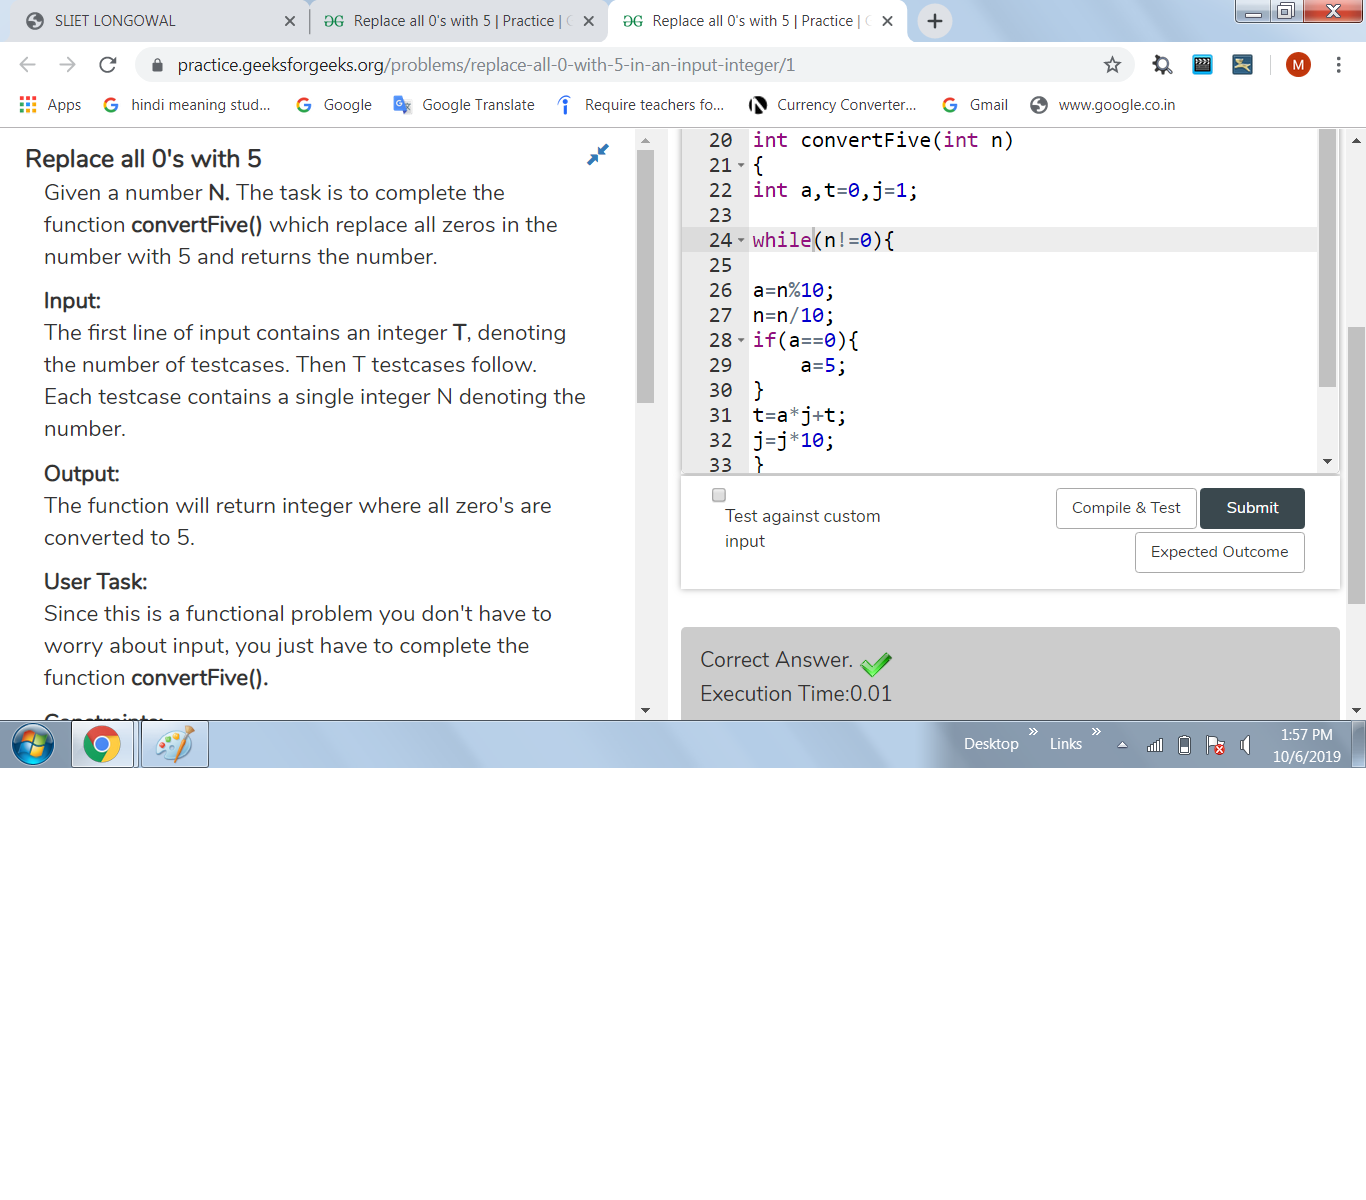 SLIET LONGOWAL
Replace all 0's with 5 | Practice |
Replace all 0's with 5 | Practice |
practice.geeksforgeeks.org/problems/replace-all-0-with-5-in-an-input-integer/1
M
Apps
hindi meaning stud...
Google
Google Translate
Require teachers fo...
Currency Converter...
Gmail
www.google.co.in
Replace all 0's with 5
Given a number N. The task is to complete the
function convertFive() which replace all zeros in the
number with 5 and returns the number.
Input:
The first line of input contains an integer T, denoting
the number of testcases. Then T testcases follow.
Each testcase contains a single integer N denoting the
number.
Output:
The function will return integer where all zero's are
converted to 5.
User Task:
Since this is a functional problem you don't have to
worry about input, you just have to complete the
function convertFive().
Constraints:
20 int convertFive(int n)
21 {
22 int a,t=0,j=1;
23
24 while(n!=0){
25
26 a=n%10;
27 n=n/10;
28 if(a==0){
29 a=5;
30 }
31 t=a*j+t;
32 j=j*10;
33 }
Test against custom
input
Compile & Test
Submit
Expected Outcome
Correct Answer.
Execution Time:0.01
Desktop
Links
1:57 PM
10/6/2019